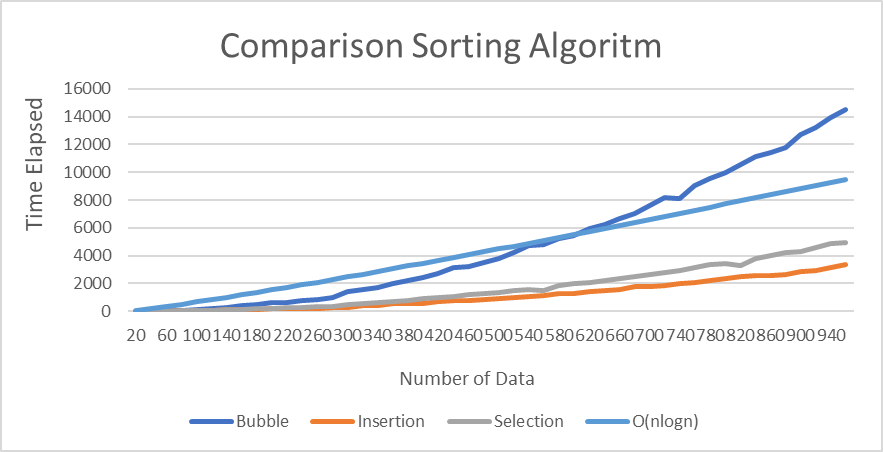 Comparison Sorting Algoritm
Time Elapsed
16000
14000
12000
10000
8000
6000
4000
2000
0
20 60 100 140 180 220 260 300 340 380 420 460 500 540 580 620 660 700 740 780 820 860 900 940
Number of Data
Bubble Insertion Selection O(nlogn)